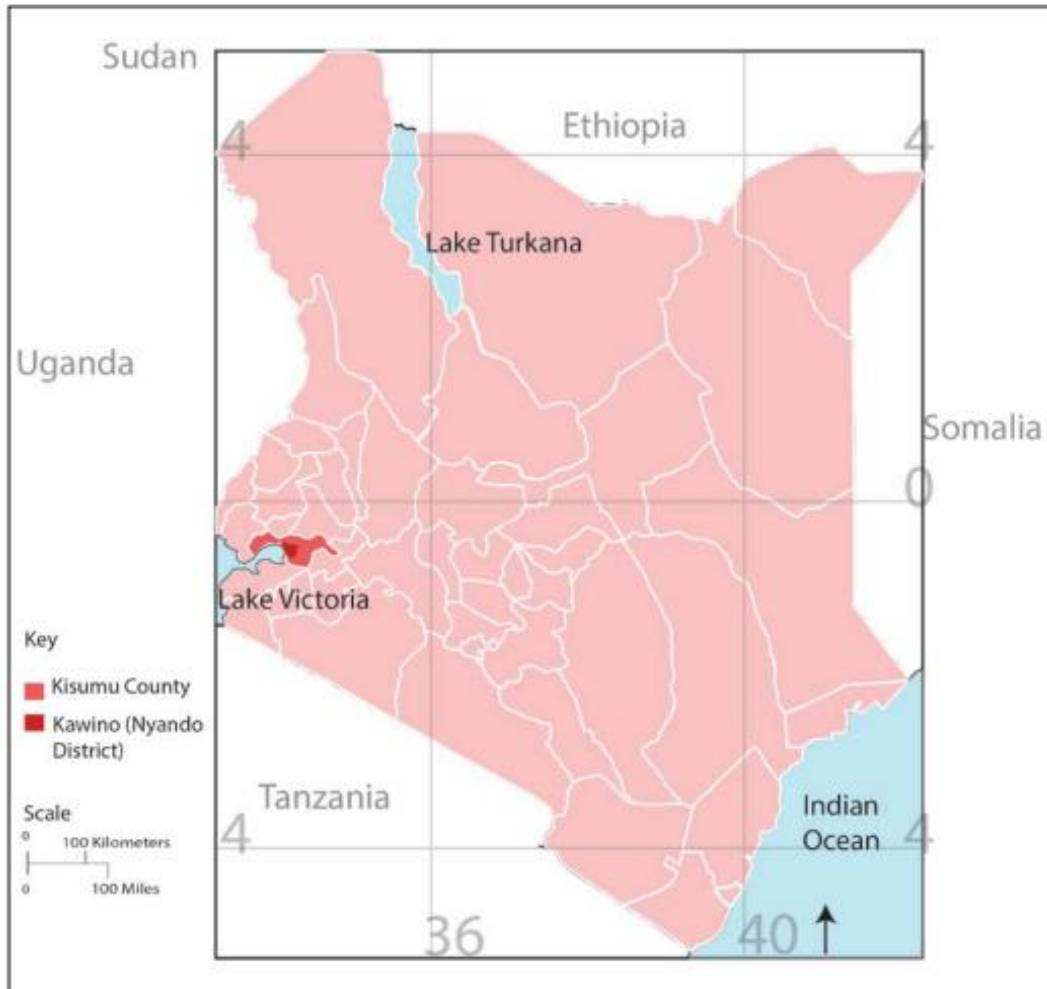 Sudan
Ethiopia
4
4
Lake Turkana
Uganda
Somalia
0
Lake Victoria
Key
Kisumu County
Kawino (Nyando
District)
Tanzania
Indian
Ocean
Scale
0
100 Kilometers
0
100 Miles
4
4
36
40